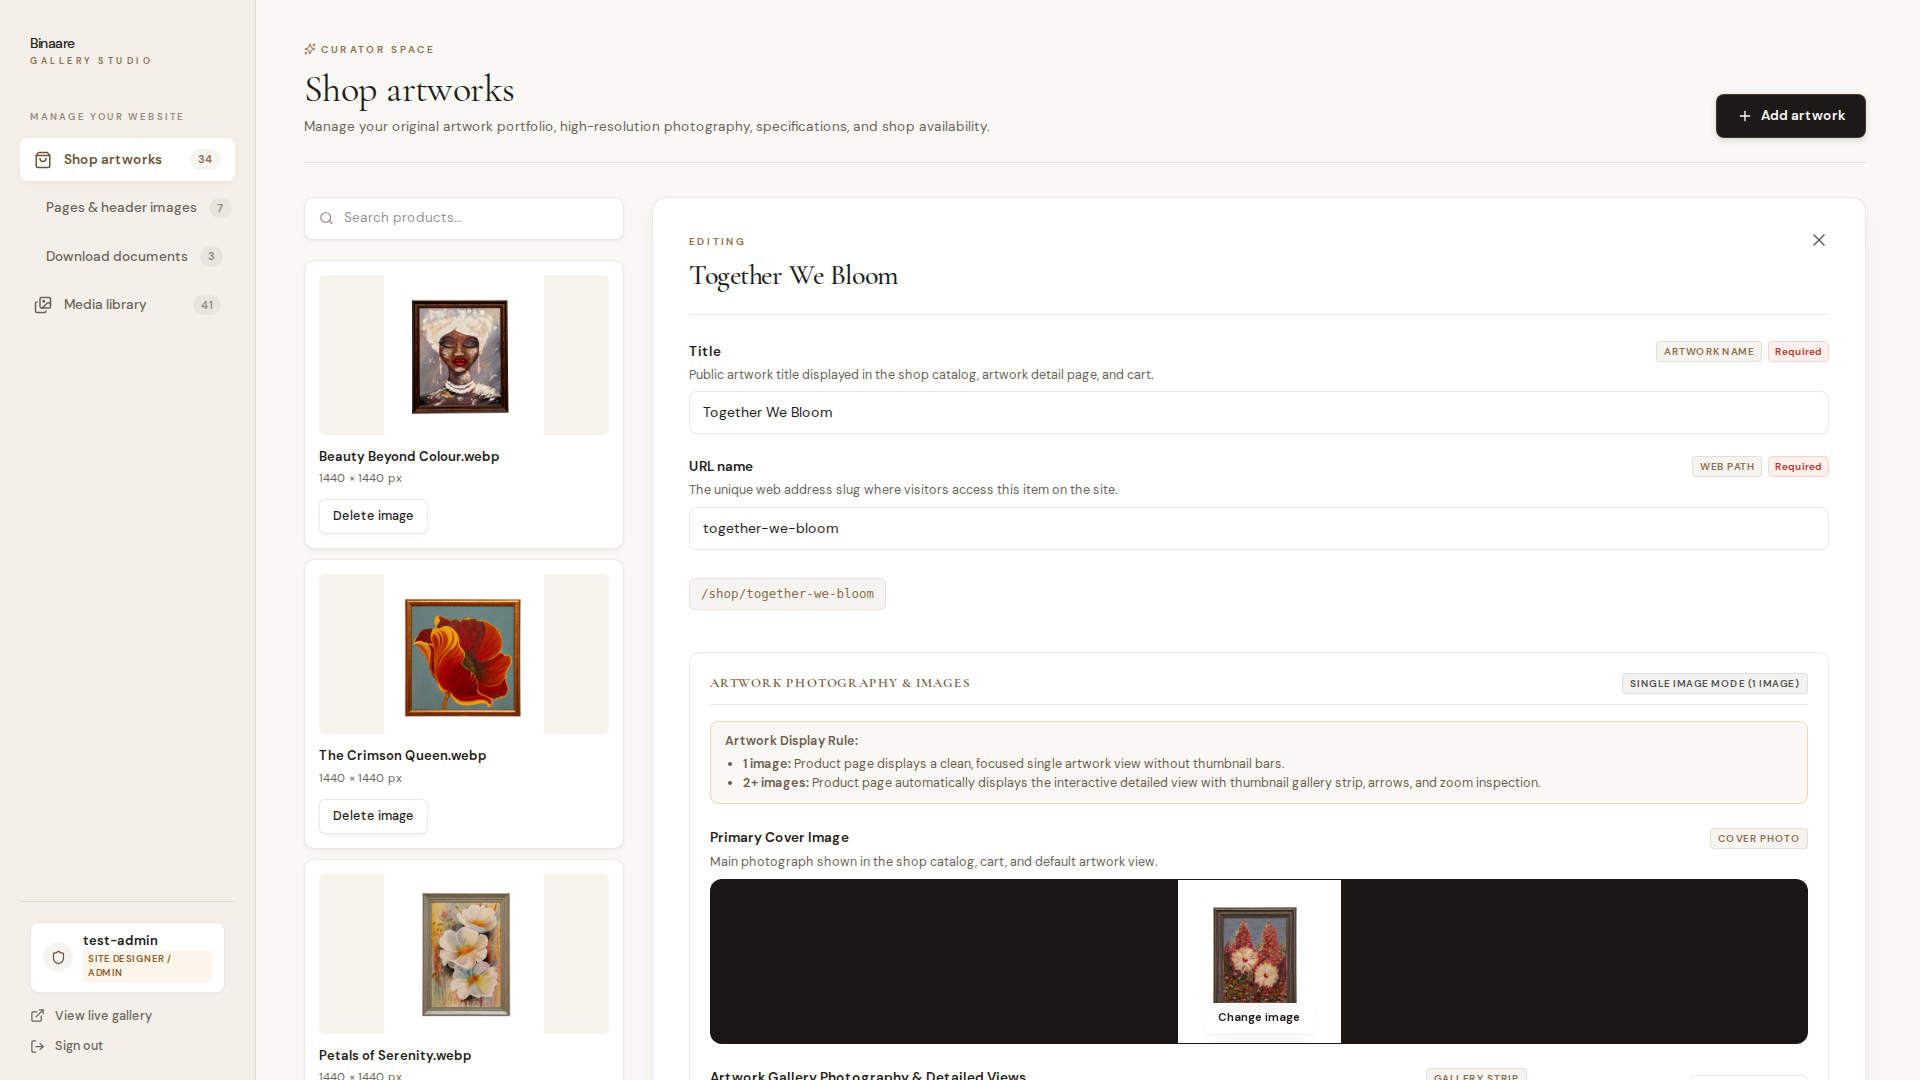 Binaare
GALLERY STUDIO
MANAGE YOUR WEBSITE
Shop artworks 34
Pages & header images 7
Download documents 3
Media library 41
test-admin
SITE DESIGNER /
ADMIN
View live gallery
Sign out
CURATOR SPACE
Shop artworks
Manage your original artwork portfolio, high-resolution photography, specifications, and shop availability.
+ Add artwork
Search products...
Beauty Beyond Colour.webp
1440 × 1440 px
Delete image
The Crimson Queen.webp
1440 × 1440 px
Delete image
Petals of Serenity.webp
1440 × 1440 px
EDITING
Together We Bloom
Title ARTWORK NAME Required
Public artwork title displayed in the shop catalog, artwork detail page, and cart.
Together We Bloom
URL name WEB PATH Required
The unique web address slug where visitors access this item on the site.
together-we-bloom
/shop/together-we-bloom
ARTWORK PHOTOGRAPHY & IMAGES SINGLE IMAGE MODE (1 IMAGE)
Artwork Display Rule:
• 1 image: Product page displays a clean, focused single artwork view without thumbnail bars.
• 2+ images: Product page automatically displays the interactive detailed view with thumbnail gallery strip, arrows, and zoom inspection.
Primary Cover Image COVER PHOTO
Main photograph shown in the shop catalog, cart, and default artwork view.
Change image
Artwork Gallery Photography & Detailed Views GALLERY STRIP